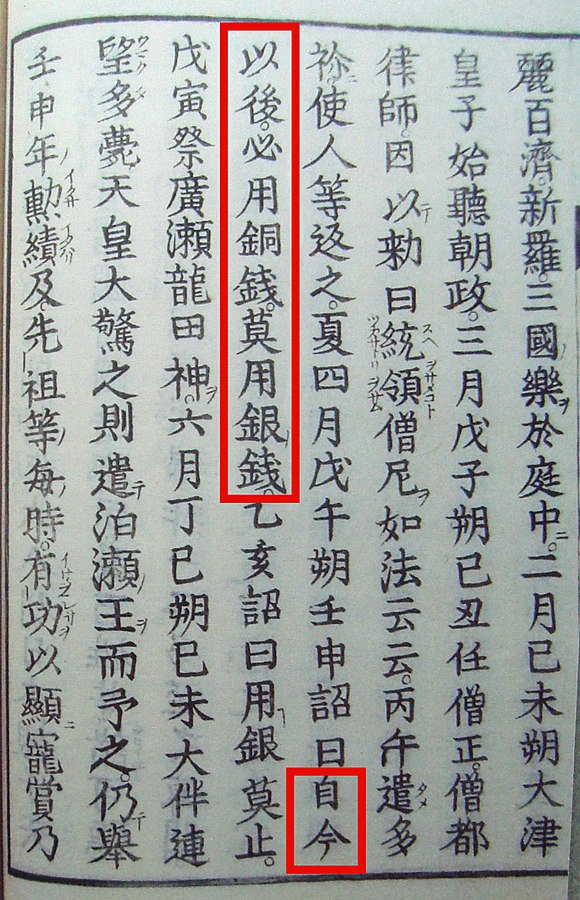 麗百濟。新羅。三國樂於庭中。二月己未朔大津
皇子始聽朝政。三月戊子朔己丑任僧正。僧都
律師。因以勅曰統領僧尼如法云云。丙午遣多
祢使人等返之。夏四月戊午朔壬申詔曰自今
以後。必用銅錢。莫用銀錢。乙亥詔曰用銀莫止。
戊寅祭廣瀬龍田神。六月丁巳朔己未大伴連
望多薨天皇大驚之則遣泊瀬王而弔之。仍擧
壬申年勳績及先祖等每時。有功以顯寵賞乃